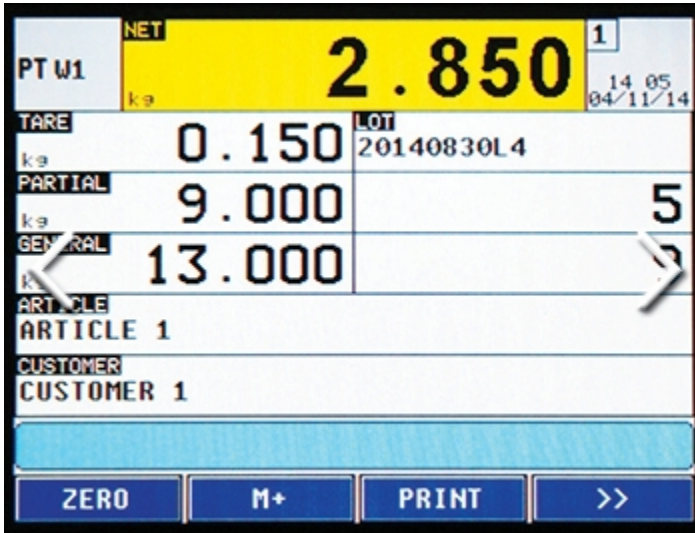 PT W1
NET
kg
2.850
1
14 05
04/11/14
TARE
kg
0.150
LOT
20140830L4
PARTIAL
kg
9.000
5
GENERAL
13.000
ARTICLE
ARTICLE 1
CUSTOMER
CUSTOMER 1
ZERO
M+
PRINT
>>